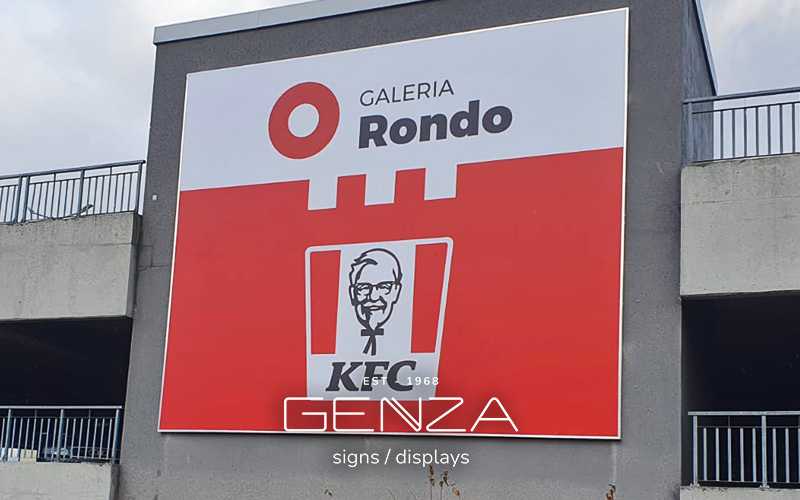 GALERIA
Rondo
KFC
EST - 1968
GENZA
signs / displays